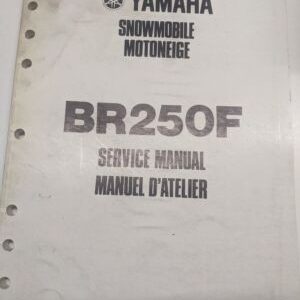 YAMAHA
SNOWMOBILE
MOTONEIGE
BR250F
SERVICE MANUAL
MANUEL D'ATELIER